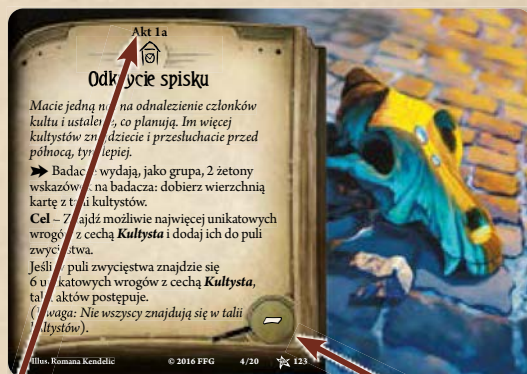 Akt 1a
Odkrycie spisku
Macie jedną noc na odnalezienie członków
kultu i ustalenie, co planują. Im więcej
kultystów znajdziecie i przesłuchacie przed
północą, tym lepiej.
Badacze wydają, jako grupa, 2 żetony
wskazówek na badacza: dobierz wierzchnią
kartę z talii kultystów.
Cel – Znajdź możliwie najwięcej unikatowych
wrogów z cechą Kultysta i dodaj ich do puli
zwycięstwa.
Jeśli w puli zwycięstwa znajdzie się
6 unikatowych wrogów z cechą Kultysta,
talia aktów postępuje.
(Uwaga: Nie wszyscy znajdują się w talii
kultystów).
–
Illus. Romana Kendelic © 2016 FFG 4/20 123